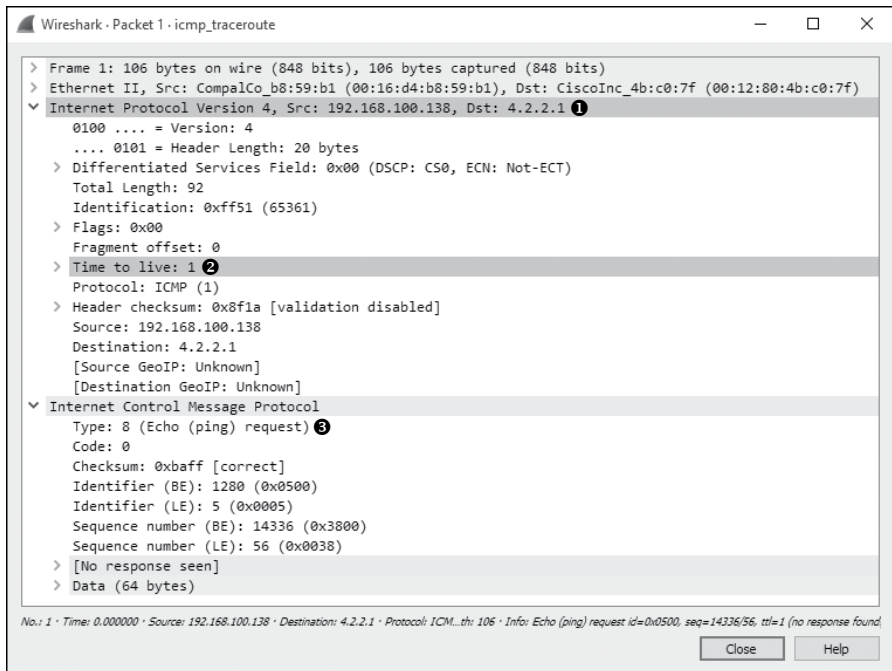 Wireshark · Packet 1 · icmp_traceroute
> Frame 1: 106 bytes on wire (848 bits), 106 bytes captured (848 bits)
> Ethernet II, Src: CompalCo_b8:59:b1 (00:16:d4:b8:59:b1), Dst: CiscoInc_4b:c0:7f (00:12:80:4b:c0:7f)
Internet Protocol Version 4, Src: 192.168.100.138, Dst: 4.2.2.1 ❶
0100 .... = Version: 4
.... 0101 = Header Length: 20 bytes
> Differentiated Services Field: 0x00 (DSCP: CS0, ECN: Not-ECT)
Total Length: 92
Identification: 0xff51 (65361)
> Flags: 0x00
Fragment offset: 0
> Time to live: 1 ❷
Protocol: ICMP (1)
> Header checksum: 0x8f1a [validation disabled]
Source: 192.168.100.138
Destination: 4.2.2.1
[Source GeoIP: Unknown]
[Destination GeoIP: Unknown]
Internet Control Message Protocol
Type: 8 (Echo (ping) request) ❸
Code: 0
Checksum: 0xbaff [correct]
Identifier (BE): 1280 (0x0500)
Identifier (LE): 5 (0x0005)
Sequence number (BE): 14336 (0x3800)
Sequence number (LE): 56 (0x0038)
> [No response seen]
> Data (64 bytes)
No.: 1 · Time: 0.000000 · Source: 192.168.100.138 · Destination: 4.2.2.1 · Protocol: ICM...th: 106 · Info: Echo (ping) request id=0x0500, seq=14336/56, ttl=1 (no response found
Close Help